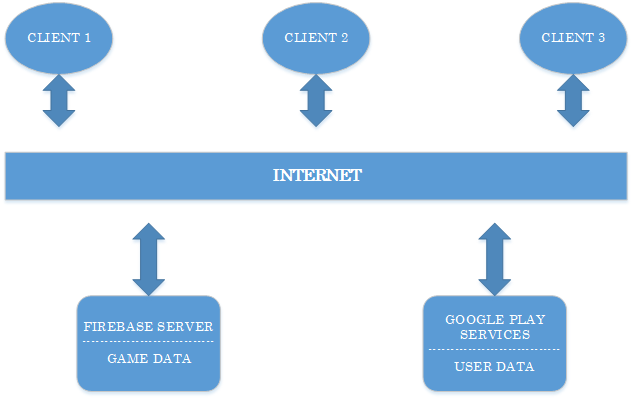 CLIENT 1
CLIENT 2
CLIENT 3
INTERNET
FIREBASE SERVER
GAME DATA
GOOGLE PLAY
SERVICES
USER DATA